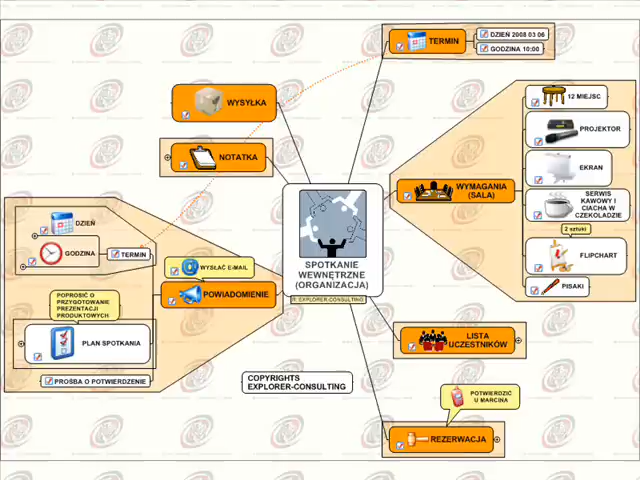 TERMIN
DZIEŃ 2008 03 06
GODZINA 10:00
WYSYŁKA
NOTATKA
12 MIEJSC
PROJEKTOR
EKRAN
WYMAGANIA
(SALA)
SERWIS
KAWOWY I
CIACHA W
CZEKOLADZIE
2 sztuki
FLIPCHART
PISAKI
DZIEŃ
GODZINA
TERMIN
WYSŁAĆ E-MAIL
POWIADOMIENIE
SPOTKANIE
WEWNĘTRZNE
(ORGANIZACJA)
R. EXPLORER-CONSULTING
POPROSIĆ O
PRZYGOTOWANIE
PREZENTACJI
PRODUKTOWYCH
PLAN SPOTKANIA
PROŚBA O POTWIERDZENIE
LISTA
UCZESTNIKÓW
COPYRIGHTS
EXPLORER-CONSULTING
POTWIERDZIĆ
U MARCINA
REZERWACJA